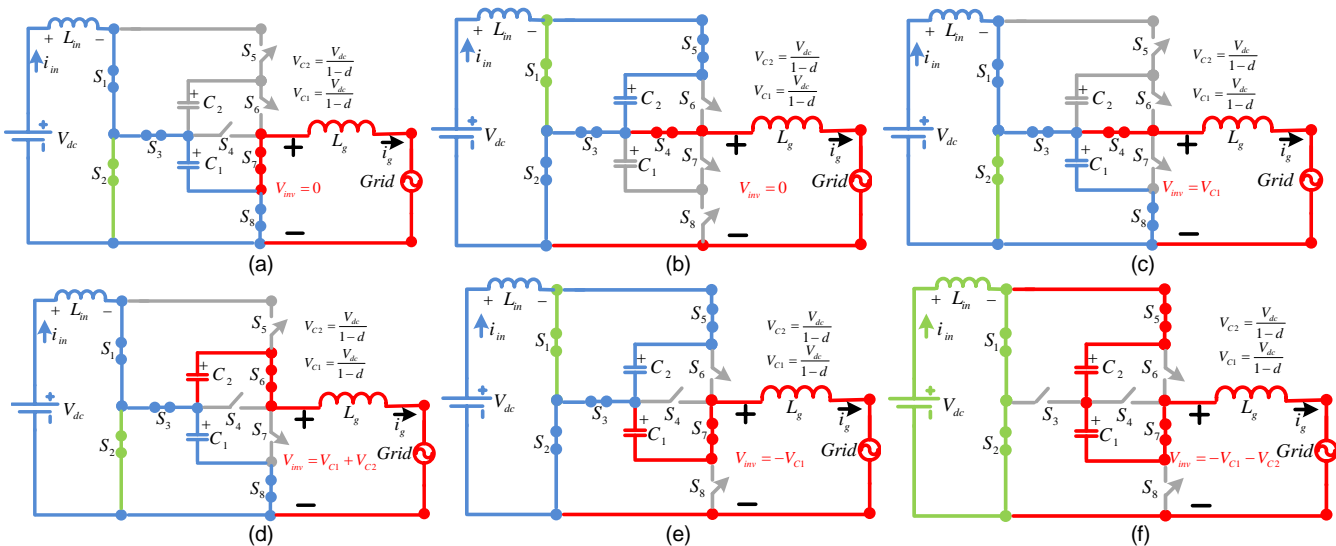 + L_in −
i_in
S_1
S_2
V_dc
S_3
S_4
S_5
S_6
S_7
S_8
+ C_2
+ C_1
V_C2 = V_dc / 1−d
V_C1 = V_dc / 1−d
V_inv = 0
+
−
L_g
i_g
Grid
(a)
+ L_in −
i_in
S_1
S_2
V_dc
S_3
S_4
S_5
S_6
S_7
S_8
+ C_2
C_1
V_C2 = V_dc / 1−d
V_C1 = V_dc / 1−d
V_inv = 0
+
−
L_g
i_g
Grid
(b)
+ L_in −
i_in
S_1
S_2
V_dc
S_3
S_4
S_5
S_6
S_7
S_8
+ C_2
+ C_1
V_C2 = V_dc / 1−d
V_C1 = V_dc / 1−d
V_inv = V_C1
+
−
L_g
i_g
Grid
(c)
+ L_in −
i_in
S_1
S_2
V_dc
S_3
S_4
S_5
S_6
S_7
S_8
+ C_2
+ C_1
V_C2 = V_dc / 1−d
V_C1 = V_dc / 1−d
V_inv = V_C1 + V_C2
+
−
L_g
i_g
Grid
(d)
+ L_in −
i_in
S_1
S_2
V_dc
S_3
S_4
S_5
S_6
S_7
S_8
+ C_2
+ C_1
V_C2 = V_dc / 1−d
V_C1 = V_dc / 1−d
V_inv = −V_C1
+
−
L_g
i_g
Grid
(e)
+ L_in −
i_in
S_1
S_2
V_dc
S_3
S_4
S_5
S_6
S_7
S_8
+ C_2
+ C_1
V_C2 = V_dc / 1−d
V_C1 = V_dc / 1−d
V_inv = −V_C1 − V_C2
+
−
L_g
i_g
Grid
(f)